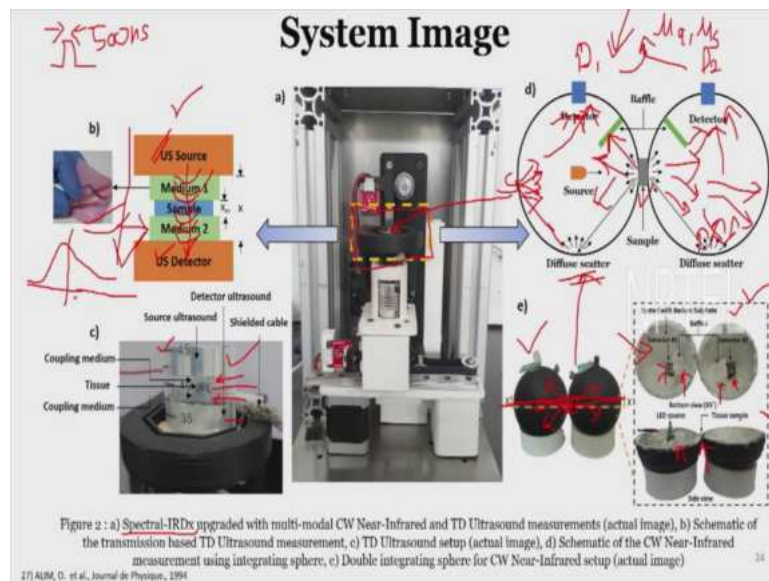 System Image
500ns
D1
μa, μs
D2
a)
b)
US Source
Medium 1
Sample
Medium 2
US Detector
X
c)
Detector ultrasound
Source ultrasound
Shielded cable
Coupling medium
Tissue
Coupling medium
35
d)
Baffle
Detector
Source
Sample
Diffuse scatter
Diffuse scatter
e)
NPTEL
Baffle
Bottom view
LED source
Tissue sample
Side view
Figure 2 : a) Spectral-IRDx upgraded with multi-modal CW Near-Infrared and TD Ultrasound measurements (actual image), b) Schematic of
the transmission based TD Ultrasound measurement, c) TD Ultrasound setup (actual image), d) Schematic of the CW Near-Infrared
measurement using integrating sphere, e) Double integrating sphere for CW Near-Infrared setup (actual image)
24
27) ALIM, O. et al., Journal de Physique., 1994